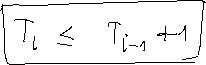 T_i ≤ T_{i-1} + 1